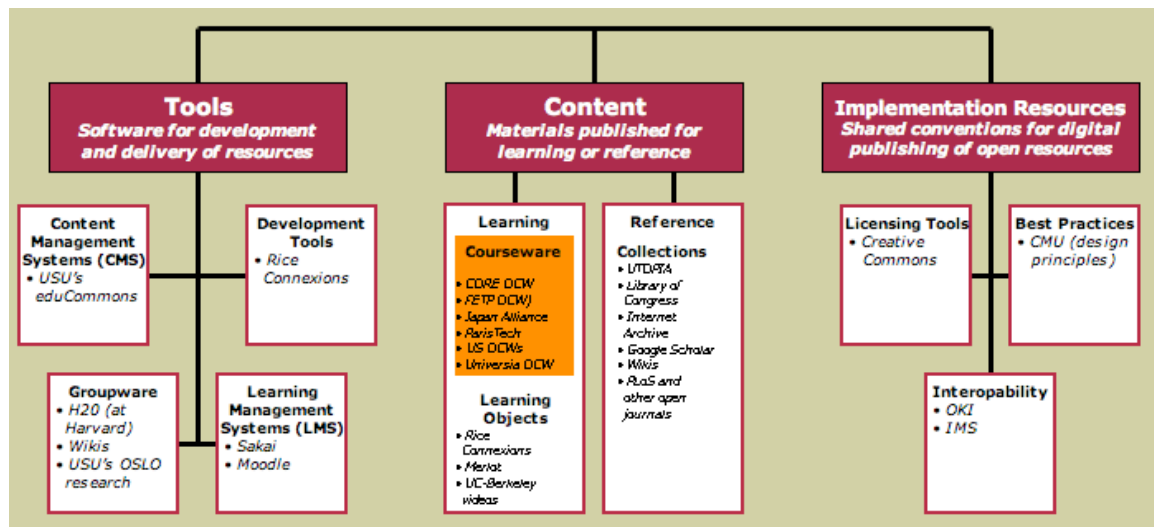 Tools
Software for development
and delivery of resources
Content
Materials published for
learning or reference
Implementation Resources
Shared conventions for digital
publishing of open resources
Content
Management
Systems (CMS)
• USU's
eduCommons
Development
Tools
• Rice
Connexions
Groupware
• H20 (at
Harvard)
• Wikis
• USU's OSLO
research
Learning
Management
Systems (LMS)
• Sakai
• Moodle
Learning
Courseware
• CORE OCW
• FETP OCW)
• Japan Alliance
• ParisTech
• US OCWs
• Universia OCW
Learning
Objects
• Rice
Connexions
• Merlot
• UC-Berkeley
videos
Reference
Collections
• UTOPIA
• Library of
Congress
• Internet
Archive
• Google Scholar
• Wikis
• PLoS and
other open
journals
Licensing Tools
• Creative
Commons
Best Practices
• CMU (design
principles)
Interopability
• OKI
• IMS